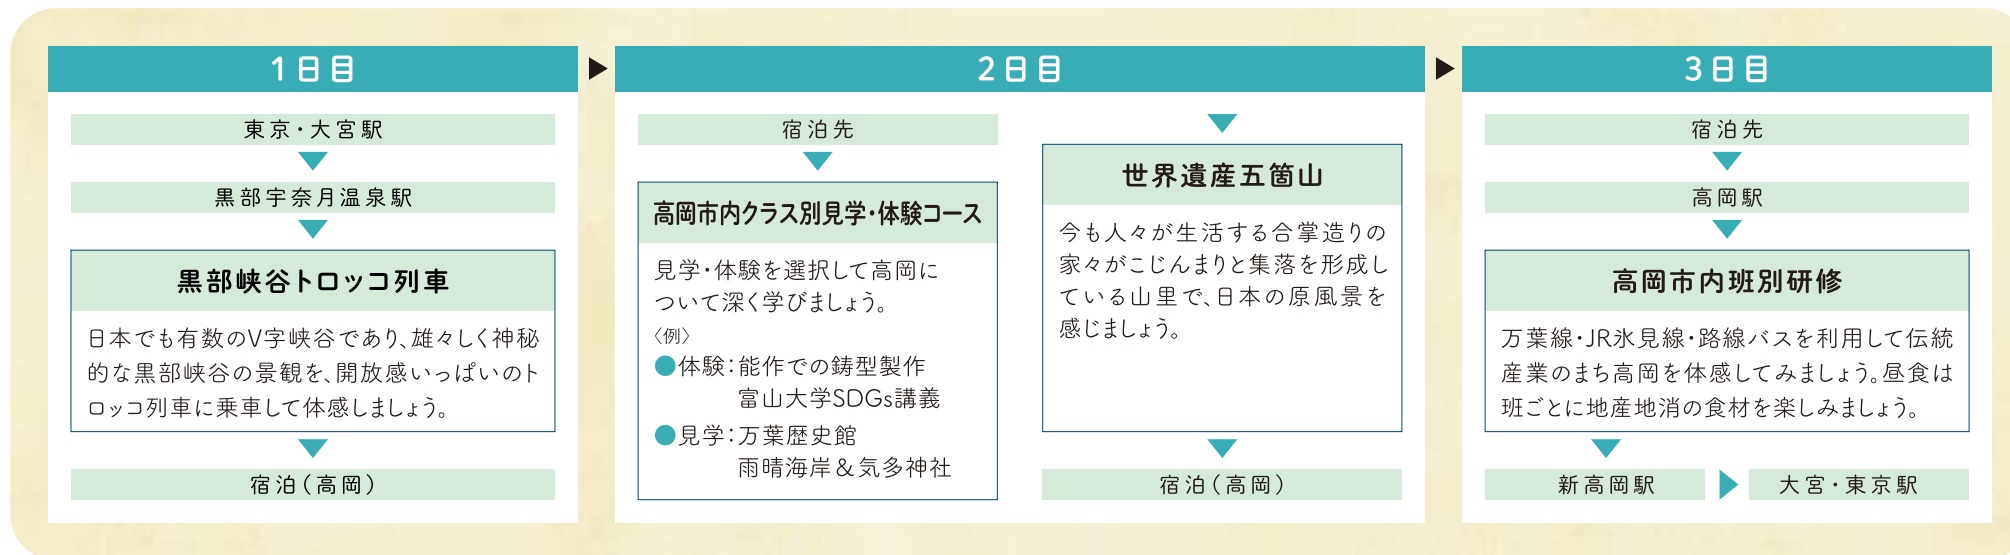 1日目
東京・大宮駅
黒部宇奈月温泉駅
黒部峡谷トロッコ列車
日本でも有数のV字峡谷であり、雄々しく神秘
的な黒部峡谷の景観を、開放感いっぱいのト
ロッコ列車に乗車して体感しましょう。
宿泊（高岡）
2日目
宿泊先
高岡市内クラス別見学・体験コース
見学・体験を選択して高岡に
ついて深く学びましょう。
〈例〉
●体験：能作での鋳型製作
富山大学SDGs講義
●見学：万葉歴史館
雨晴海岸＆気多神社
世界遺産五箇山
今も人々が生活する合掌造りの
家々がこじんまりと集落を形成し
ている山里で、日本の原風景を
感じましょう。
宿泊（高岡）
3日目
宿泊先
高岡駅
高岡市内班別研修
万葉線・JR氷見線・路線バスを利用して伝統
産業のまち高岡を体感してみましょう。昼食は
班ごとに地産地消の食材を楽しみましょう。
新高岡駅
大宮・東京駅